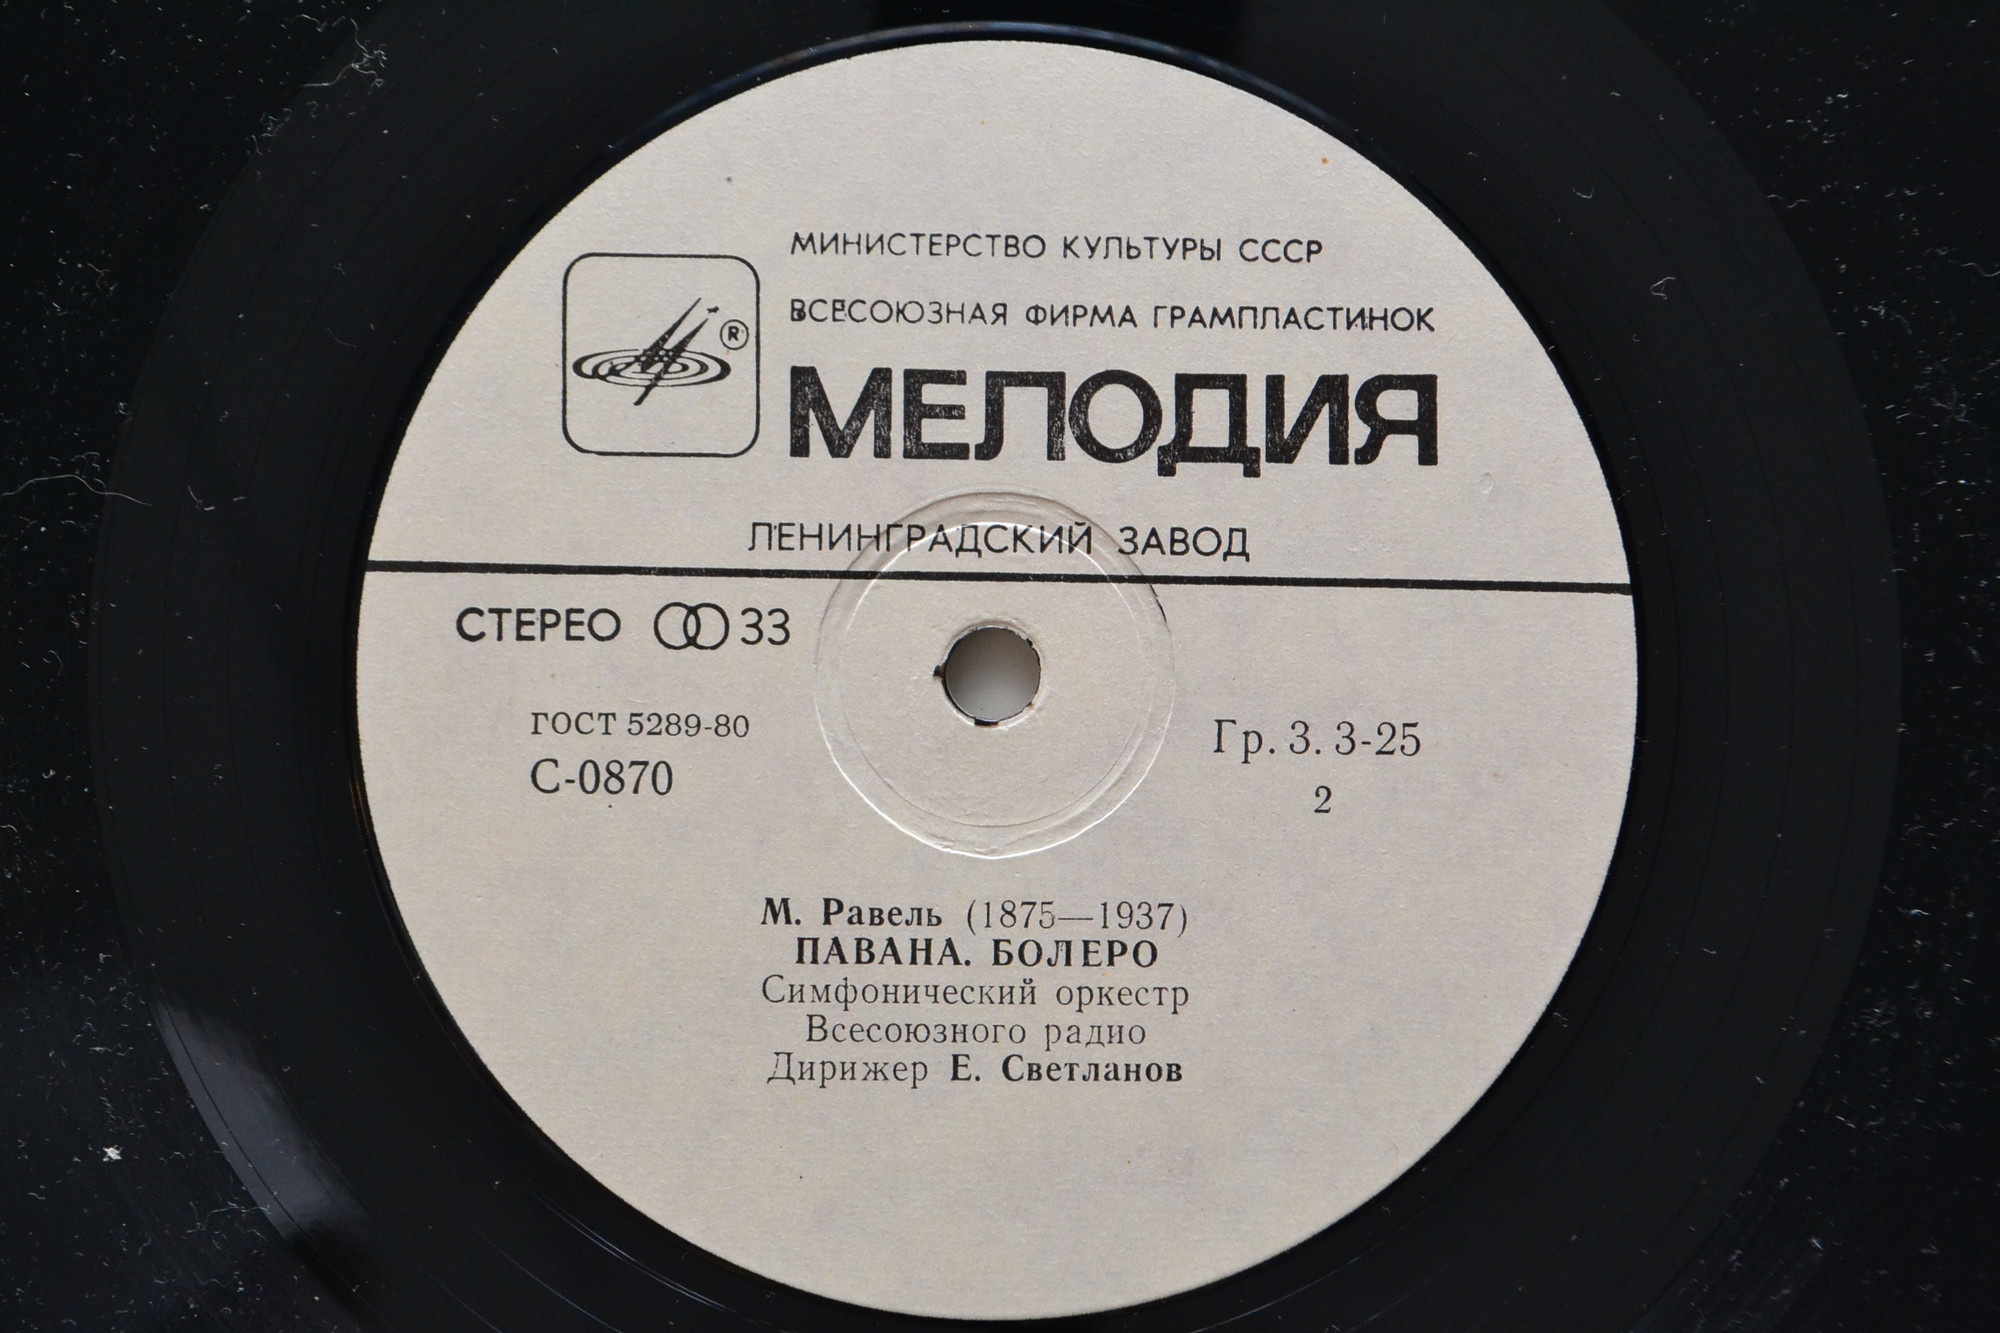 МИНИСТЕРСТВО КУЛЬТУРЫ СССР
ВСЕСОЮЗНАЯ ФИРМА ГРАМПЛАСТИНОК
®
МЕЛОДИЯ
ЛЕНИНГРАДСКИЙ ЗАВОД
СТЕРЕО 33
ГОСТ 5289-80
С-0870
Гр. 3. 3-25
2
М. Равель (1875—1937)
ПАВАНА. БОЛЕРО
Симфонический оркестр
Всесоюзного радио
Дирижер Е. Светланов